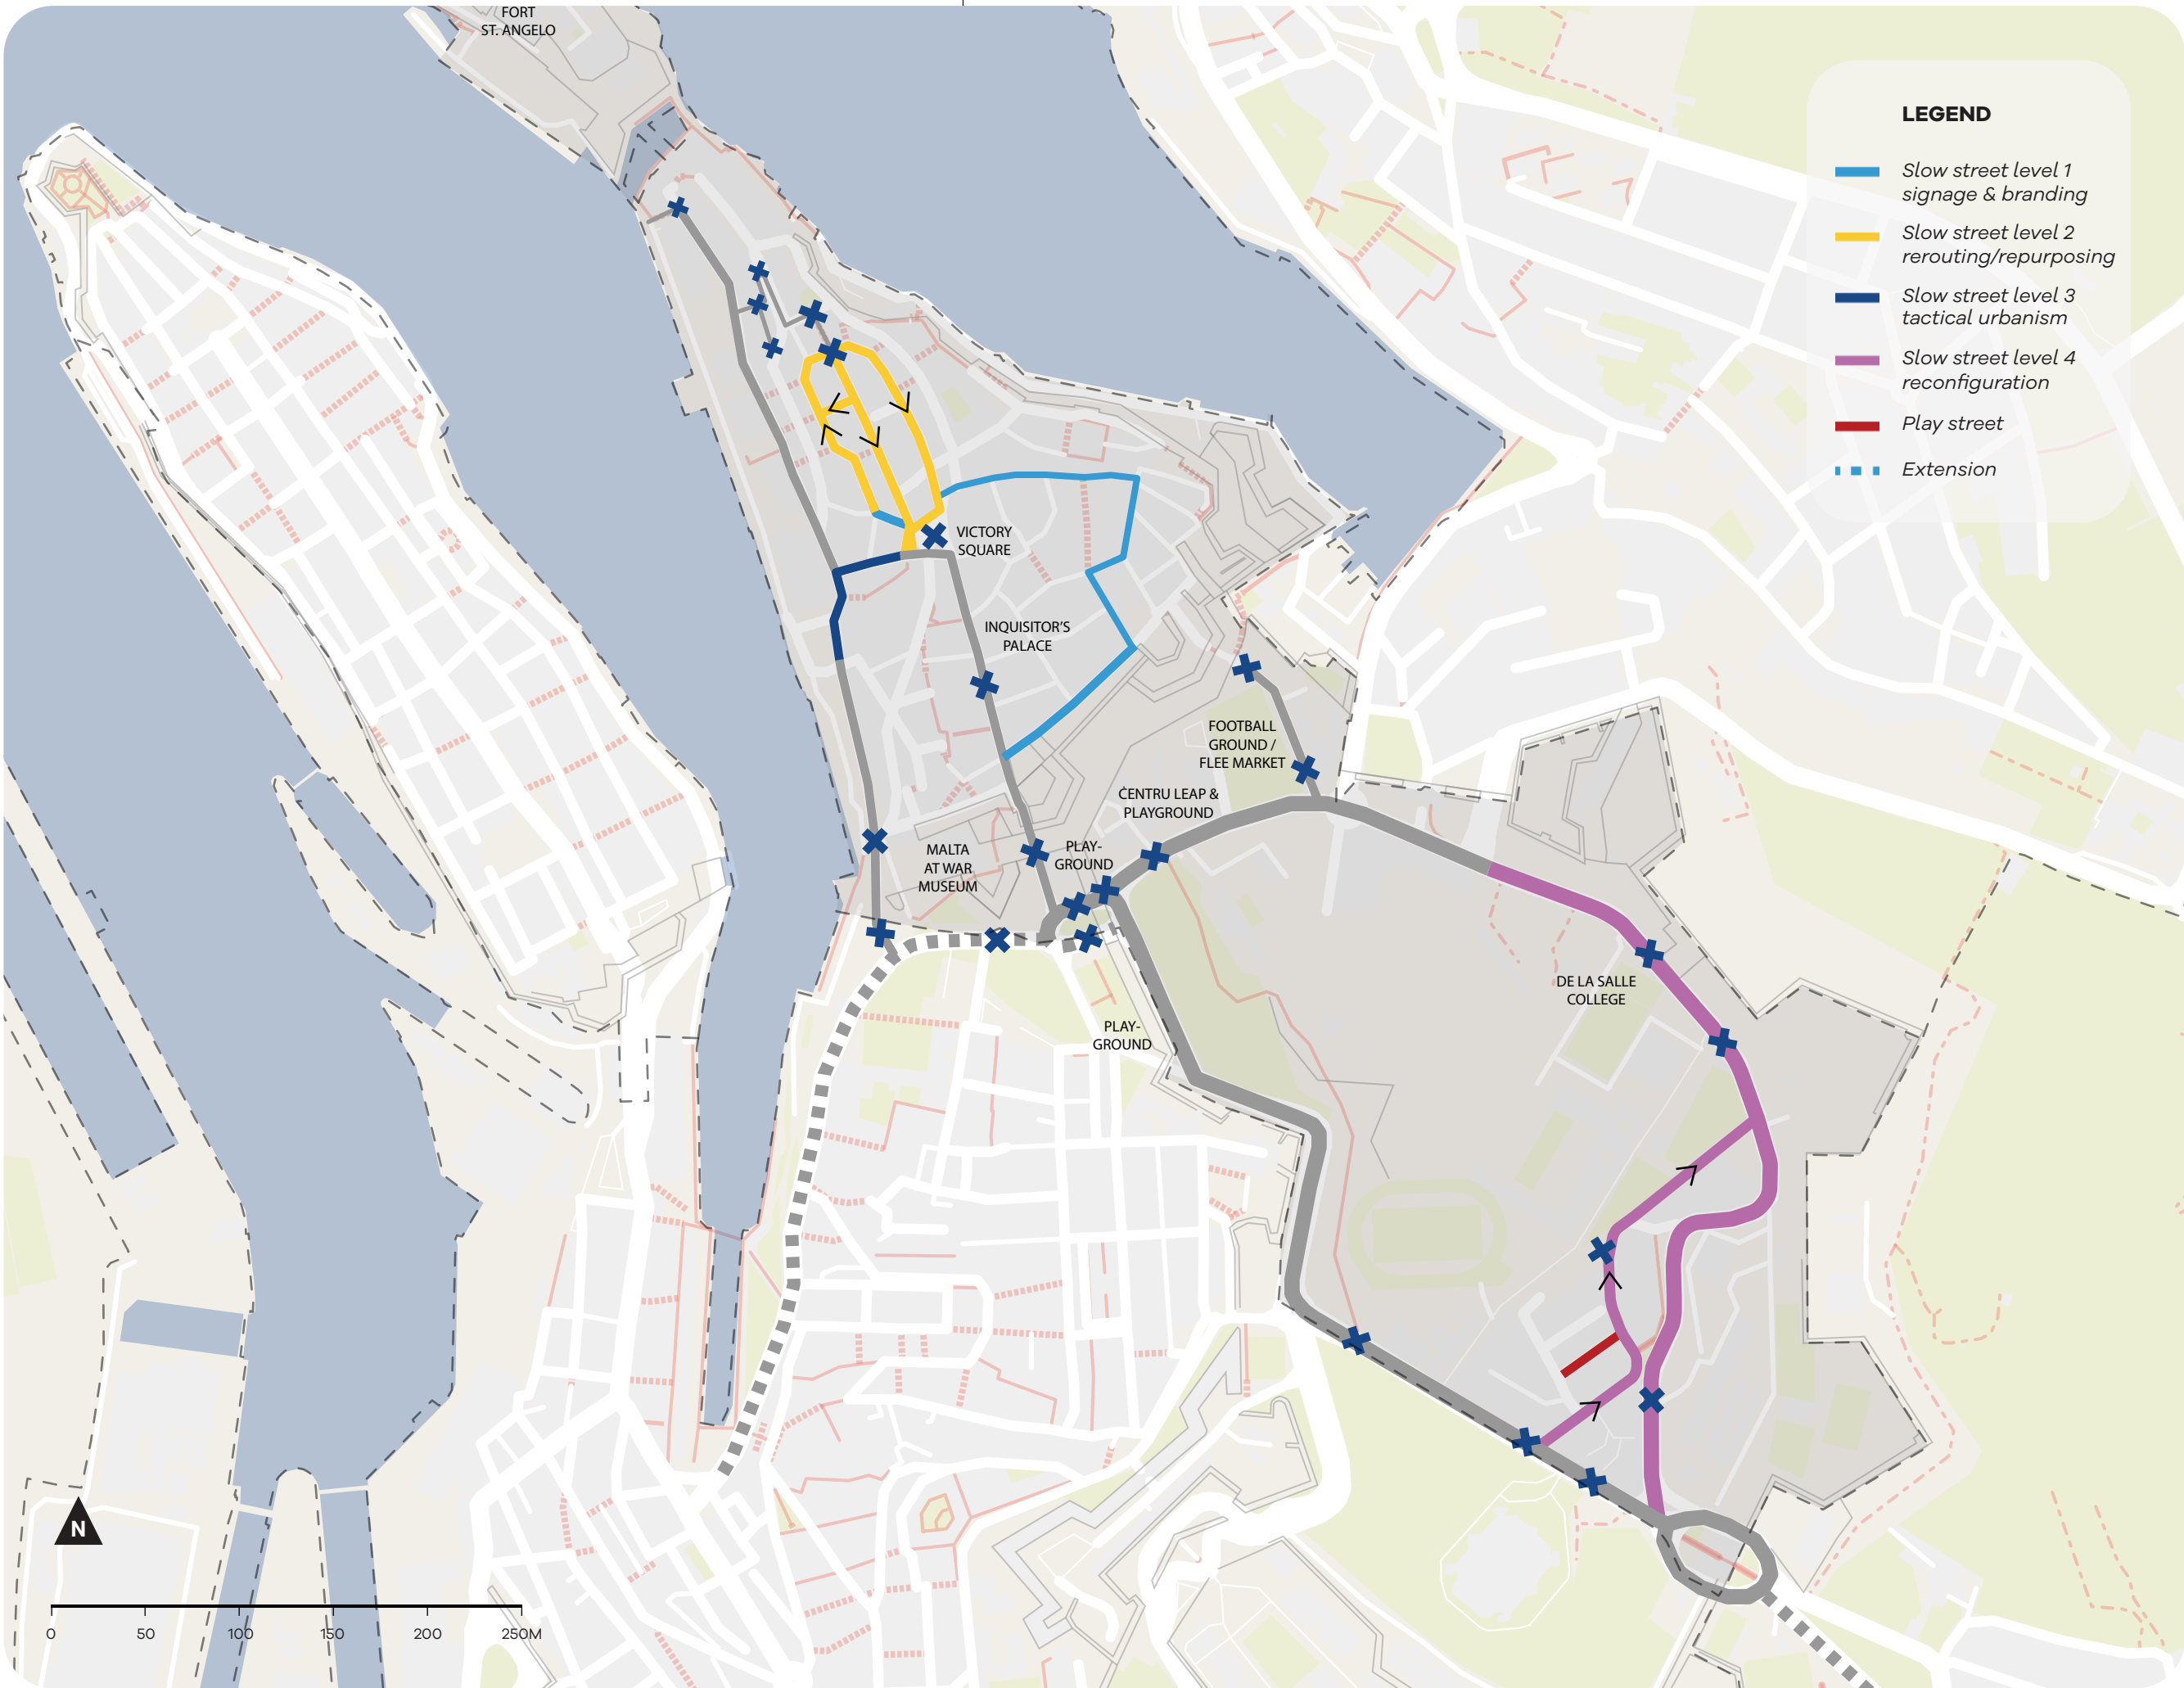 FORT
ST. ANGELO
LEGEND
Slow street level 1
signage & branding
Slow street level 2
rerouting/repurposing
Slow street level 3
tactical urbanism
Slow street level 4
reconfiguration
Play street
Extension
VICTORY
SQUARE
INQUISITOR'S
PALACE
FOOTBALL
GROUND /
FLEE MARKET
ĊENTRU LEAP &
PLAYGROUND
PLAY-
GROUND
MALTA
AT WAR
MUSEUM
DE LA SALLE
COLLEGE
PLAY-
GROUND
N
0 50 100 150 200 250M